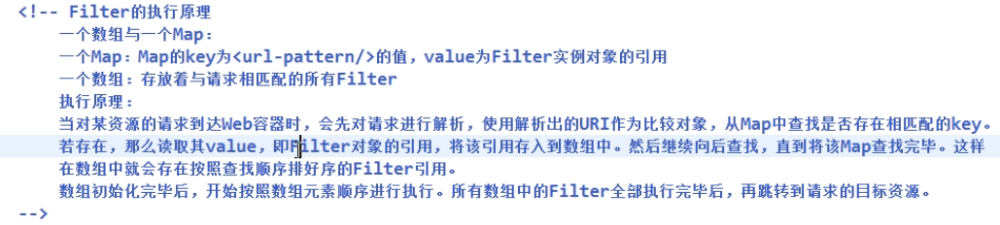 <!-- Filter的执行原理
一个数组与一个Map：
一个Map：Map的key为<url-pattern/>的值，value为Filter实例对象的引用
一个数组：存放着与请求相匹配的所有Filter
执行原理：
当对某资源的请求到达Web容器时，会先对请求进行解析，使用解析出的URI作为比较对象，从Map中查找是否存在相匹配的key。
若存在，那么读取其value，即Filter对象的引用，将该引用存入到数组中。然后继续向后查找，直到将该Map查找完毕。这样
在数组中就会存在按照查找顺序排好序的Filter引用。
数组初始化完毕后，开始按照数组元素顺序进行执行。所有数组中的Filter全部执行完毕后，再跳转到请求的目标资源。
-->